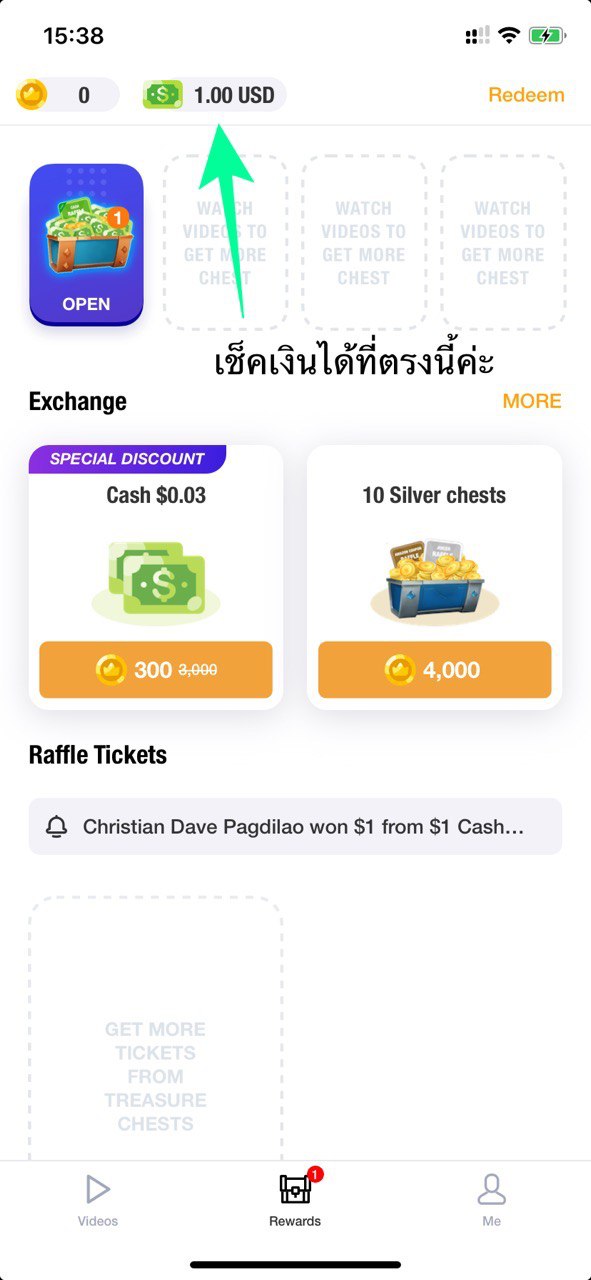 15:38
0
1.00 USD
Redeem
1
OPEN
WATCH
VIDEOS TO
GET MORE
CHEST
WATCH
VIDEOS TO
GET MORE
CHEST
WATCH
VIDEOS TO
GET MORE
CHEST
เช็คเงินได้ที่ตรงนี้ค่ะ
Exchange
MORE
SPECIAL DISCOUNT
Cash $0.03
300 3,000
10 Silver chests
4,000
Raffle Tickets
Christian Dave Pagdilao won $1 from $1 Cash...
GET MORE
TICKETS
FROM
TREASURE
CHESTS
Videos
1
Rewards
Me